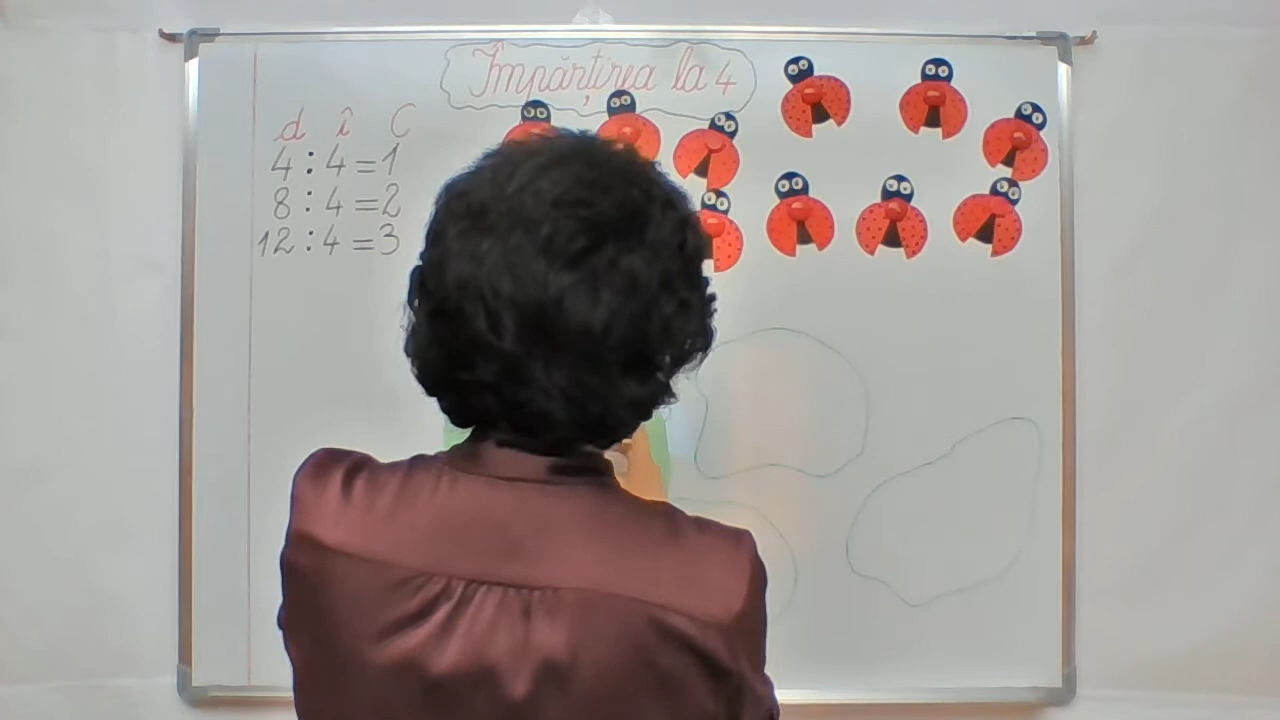 Împărțirea la 4
d î C
4 : 4 = 1
8 : 4 = 2
12 : 4 = 3